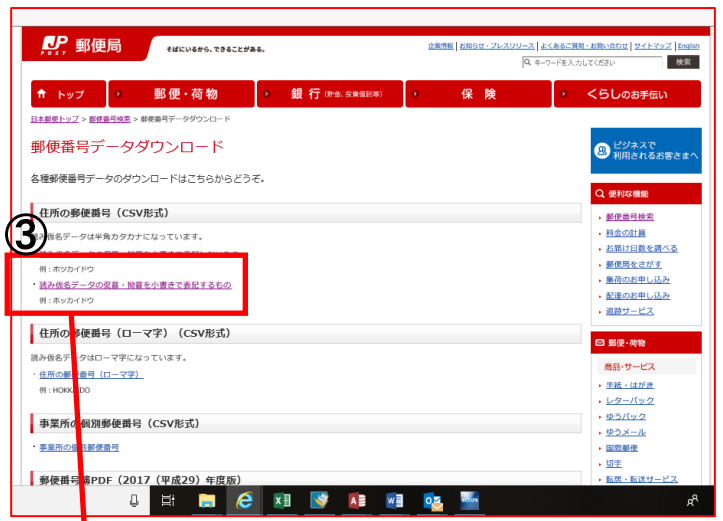 JP
POST 郵便局
そばにいるから、できることがある。
企業情報 | お知らせ・プレスリリース | よくあるご質問・お問い合わせ | サイトマップ | English
キーワードを入力してください 検索
トップ
郵便・荷物
銀行 (貯金、投資信託等)
保険
くらしのお手伝い
日本郵便トップ > 郵便番号検索 > 郵便番号データダウンロード
郵便番号データダウンロード
各種郵便番号データのダウンロードはこちらからどうぞ。
住所の郵便番号（CSV形式）
③
読み仮名データは半角カタカナになっています。
例：ホツカイドウ
・読み仮名データの促音・拗音を小書きで表記するもの
例：ホッカイドウ
住所の郵便番号（ローマ字）（CSV形式）
読み仮名データはローマ字になっています。
・住所の郵便番号（ローマ字）
例：HOKKAIDO
事業所の個別郵便番号（CSV形式）
・事業所の個別郵便番号
郵便番号簿PDF（2017（平成29）年度版）
ビジネスで
利用されるお客さまへ
便利な機能
郵便番号検索
料金の計算
お届け日数を調べる
郵便局をさがす
集荷のお申し込み
配達のお申し込み
追跡サービス
郵便・荷物
商品・サービス
手紙・はがき
レターパック
ゆうパック
ゆうメール
国際郵便
切手
転居・転送サービス